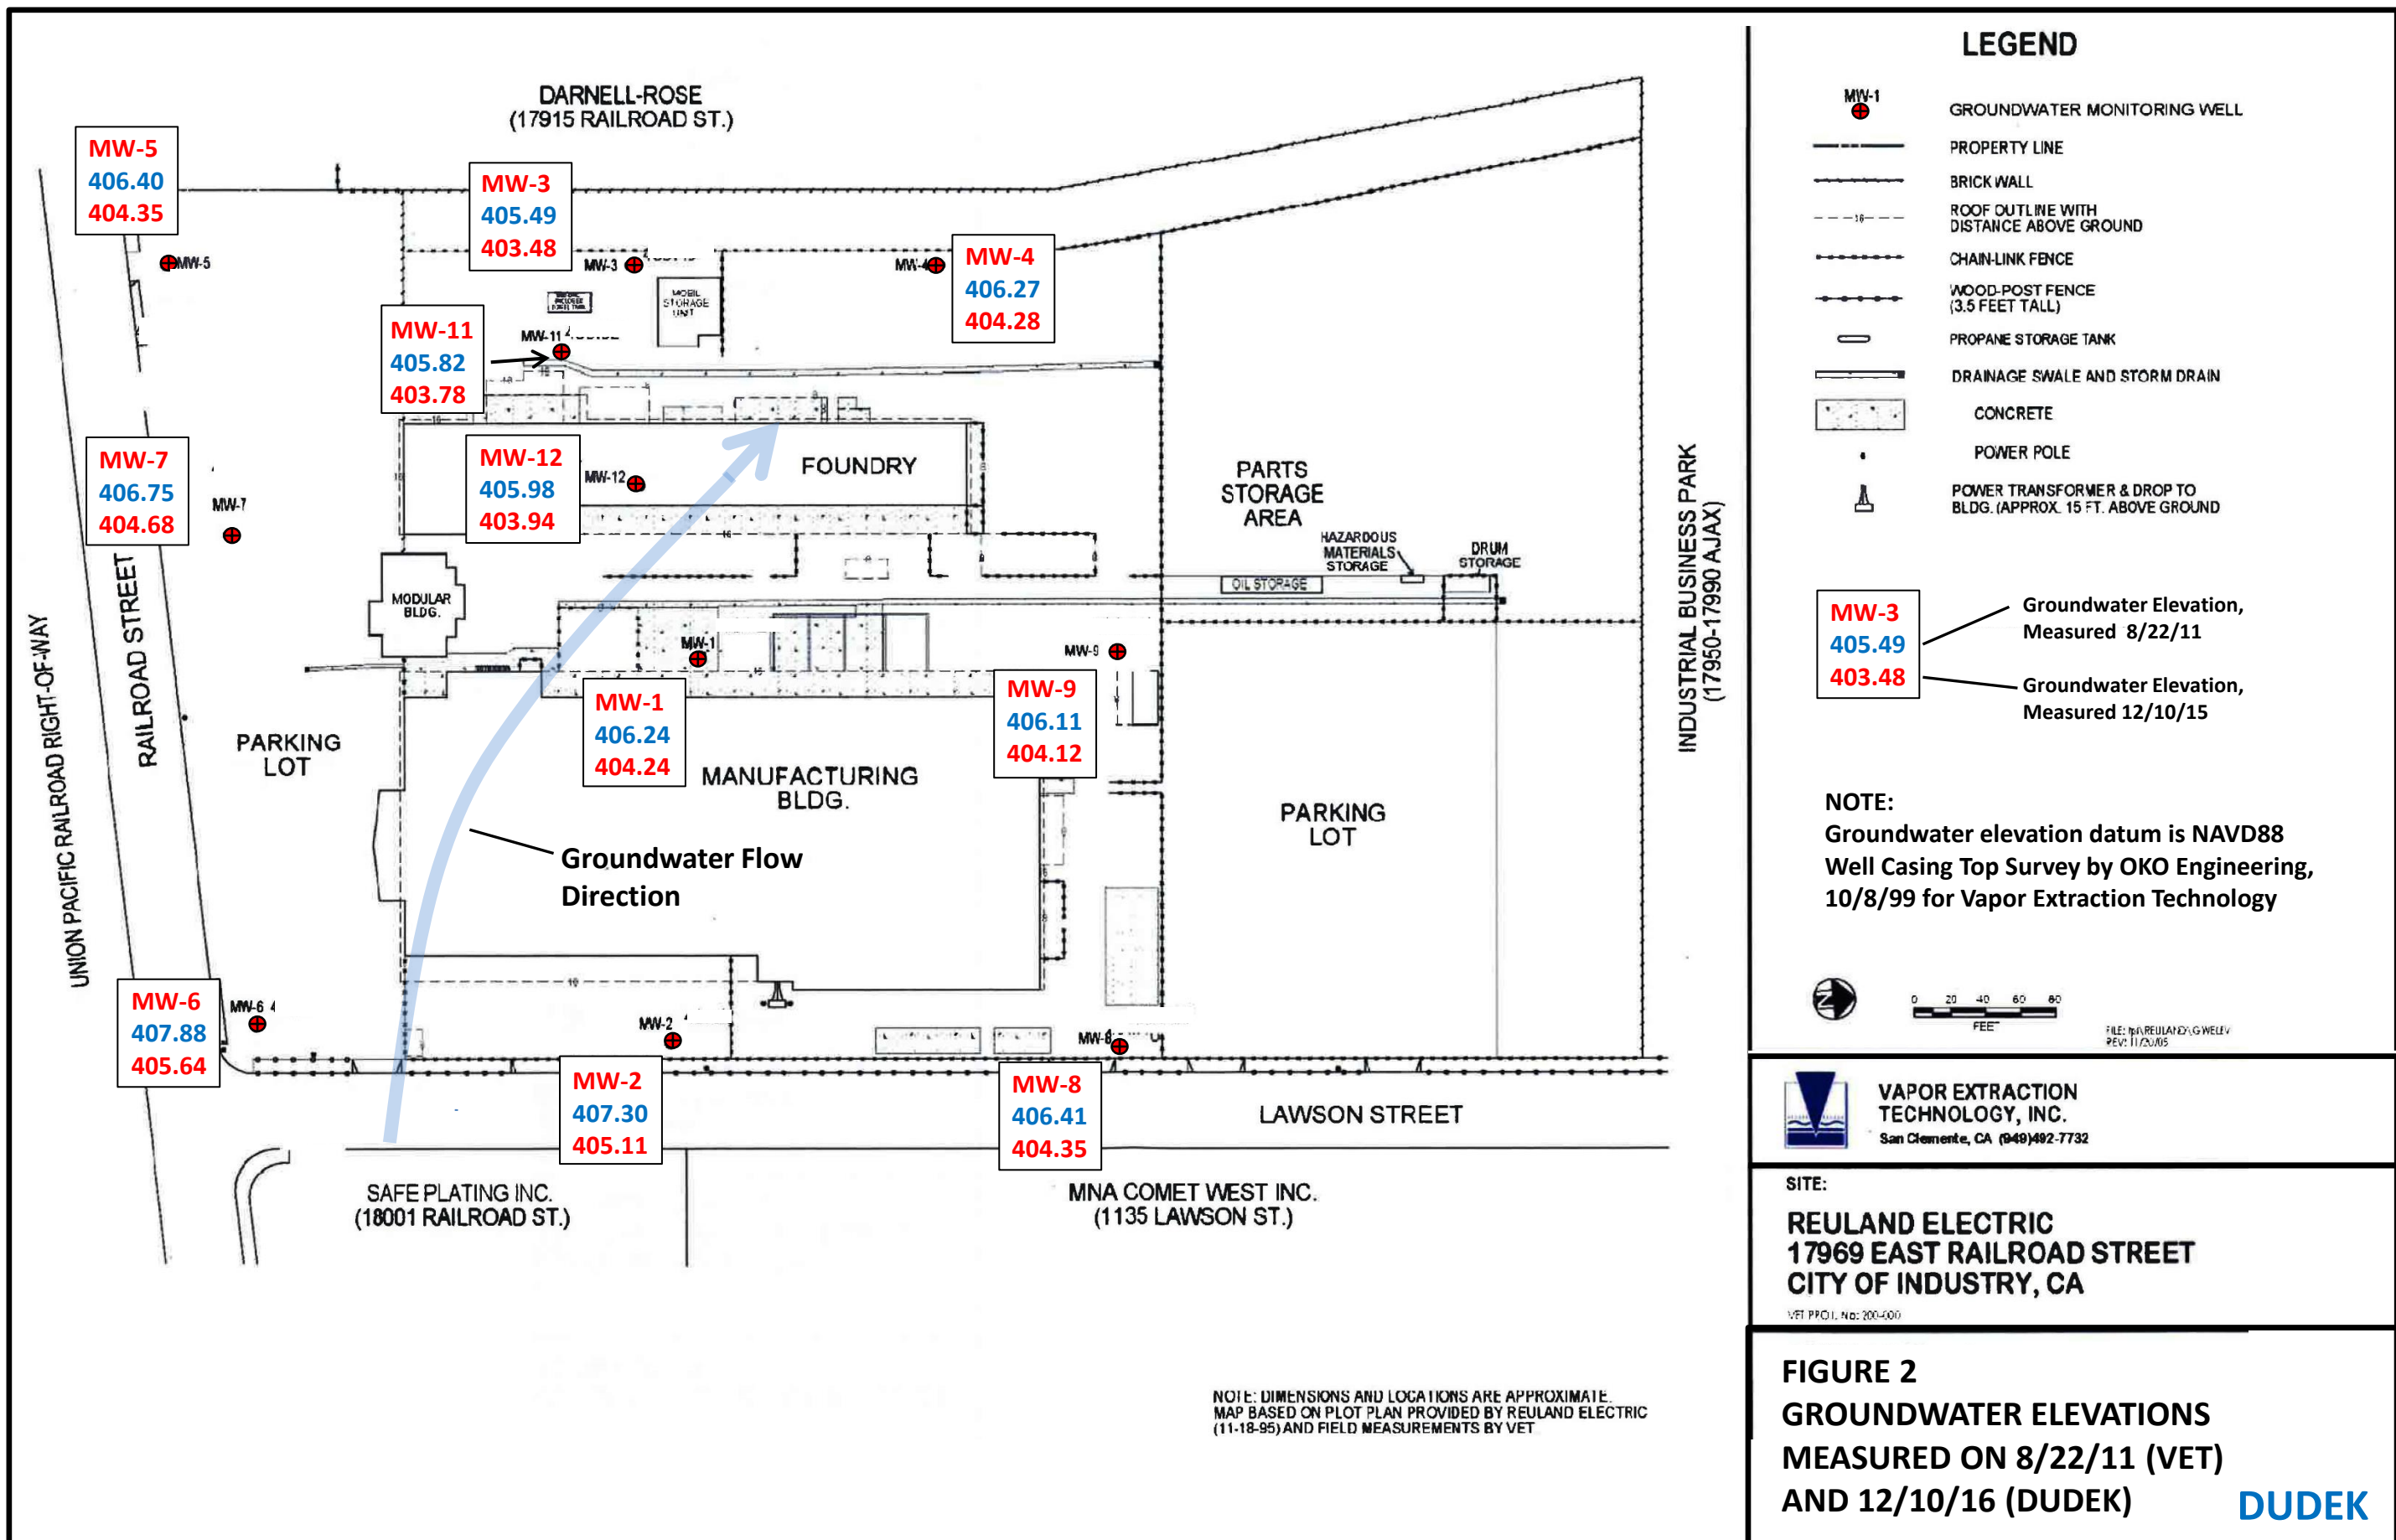 DARNELL-ROSE
(17915 RAILROAD ST.)
MW-5
406.40
404.35
MW-5
MW-3
405.49
403.48
MW-3
MOBIL
STORAGE
UNIT
MW-4
MW-4
406.27
404.28
MW-11
405.82
403.78
MW-11
MW-7
406.75
404.68
MW-7
MW-12
405.98
403.94
MW-12
FOUNDRY
PARTS
STORAGE
AREA
HAZARDOUS
MATERIALS
STORAGE
DRUM
STORAGE
OIL STORAGE
MODULAR
BLDG.
MW-1
MW-1
406.24
404.24
MW-9
MW-9
406.11
404.12
PARKING
LOT
MANUFACTURING
BLDG.
PARKING
LOT
Groundwater Flow
Direction
UNION PACIFIC RAILROAD RIGHT-OF-WAY
RAILROAD STREET
INDUSTRIAL BUSINESS PARK
(17950-17990 AJAX)
MW-6
407.88
405.64
MW-6
MW-2
MW-2
407.30
405.11
MW-8
MW-8
406.41
404.35
LAWSON STREET
SAFE PLATING INC.
(18001 RAILROAD ST.)
MNA COMET WEST INC.
(1135 LAWSON ST.)
NOTE: DIMENSIONS AND LOCATIONS ARE APPROXIMATE.
MAP BASED ON PLOT PLAN PROVIDED BY REULAND ELECTRIC
(11-18-95) AND FIELD MEASUREMENTS BY VET
LEGEND
MW-1
GROUNDWATER MONITORING WELL
PROPERTY LINE
BRICK WALL
16
ROOF OUTLINE WITH
DISTANCE ABOVE GROUND
CHAIN-LINK FENCE
WOOD-POST FENCE
(3.5 FEET TALL)
PROPANE STORAGE TANK
DRAINAGE SWALE AND STORM DRAIN
CONCRETE
POWER POLE
POWER TRANSFORMER & DROP TO
BLDG. (APPROX. 15 FT. ABOVE GROUND
MW-3
405.49
403.48
Groundwater Elevation,
Measured 8/22/11
Groundwater Elevation,
Measured 12/10/15
NOTE:
Groundwater elevation datum is NAVD88
Well Casing Top Survey by OKO Engineering,
10/8/99 for Vapor Extraction Technology
N
0 20 40 60 80
FEET
REV: 11/20/05
VAPOR EXTRACTION
TECHNOLOGY, INC.
San Clemente, CA (949)492-7732
SITE:
REULAND ELECTRIC
17969 EAST RAILROAD STREET
CITY OF INDUSTRY, CA
FIGURE 2
GROUNDWATER ELEVATIONS
MEASURED ON 8/22/11 (VET)
AND 12/10/16 (DUDEK)
DUDEK